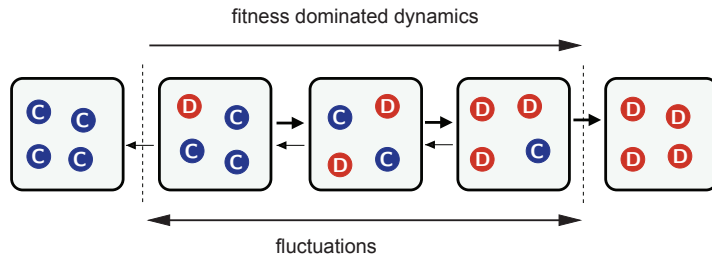 fitness dominated dynamics
C C C C
D C C C
C D D C
D D D C
D D D D
fluctuations